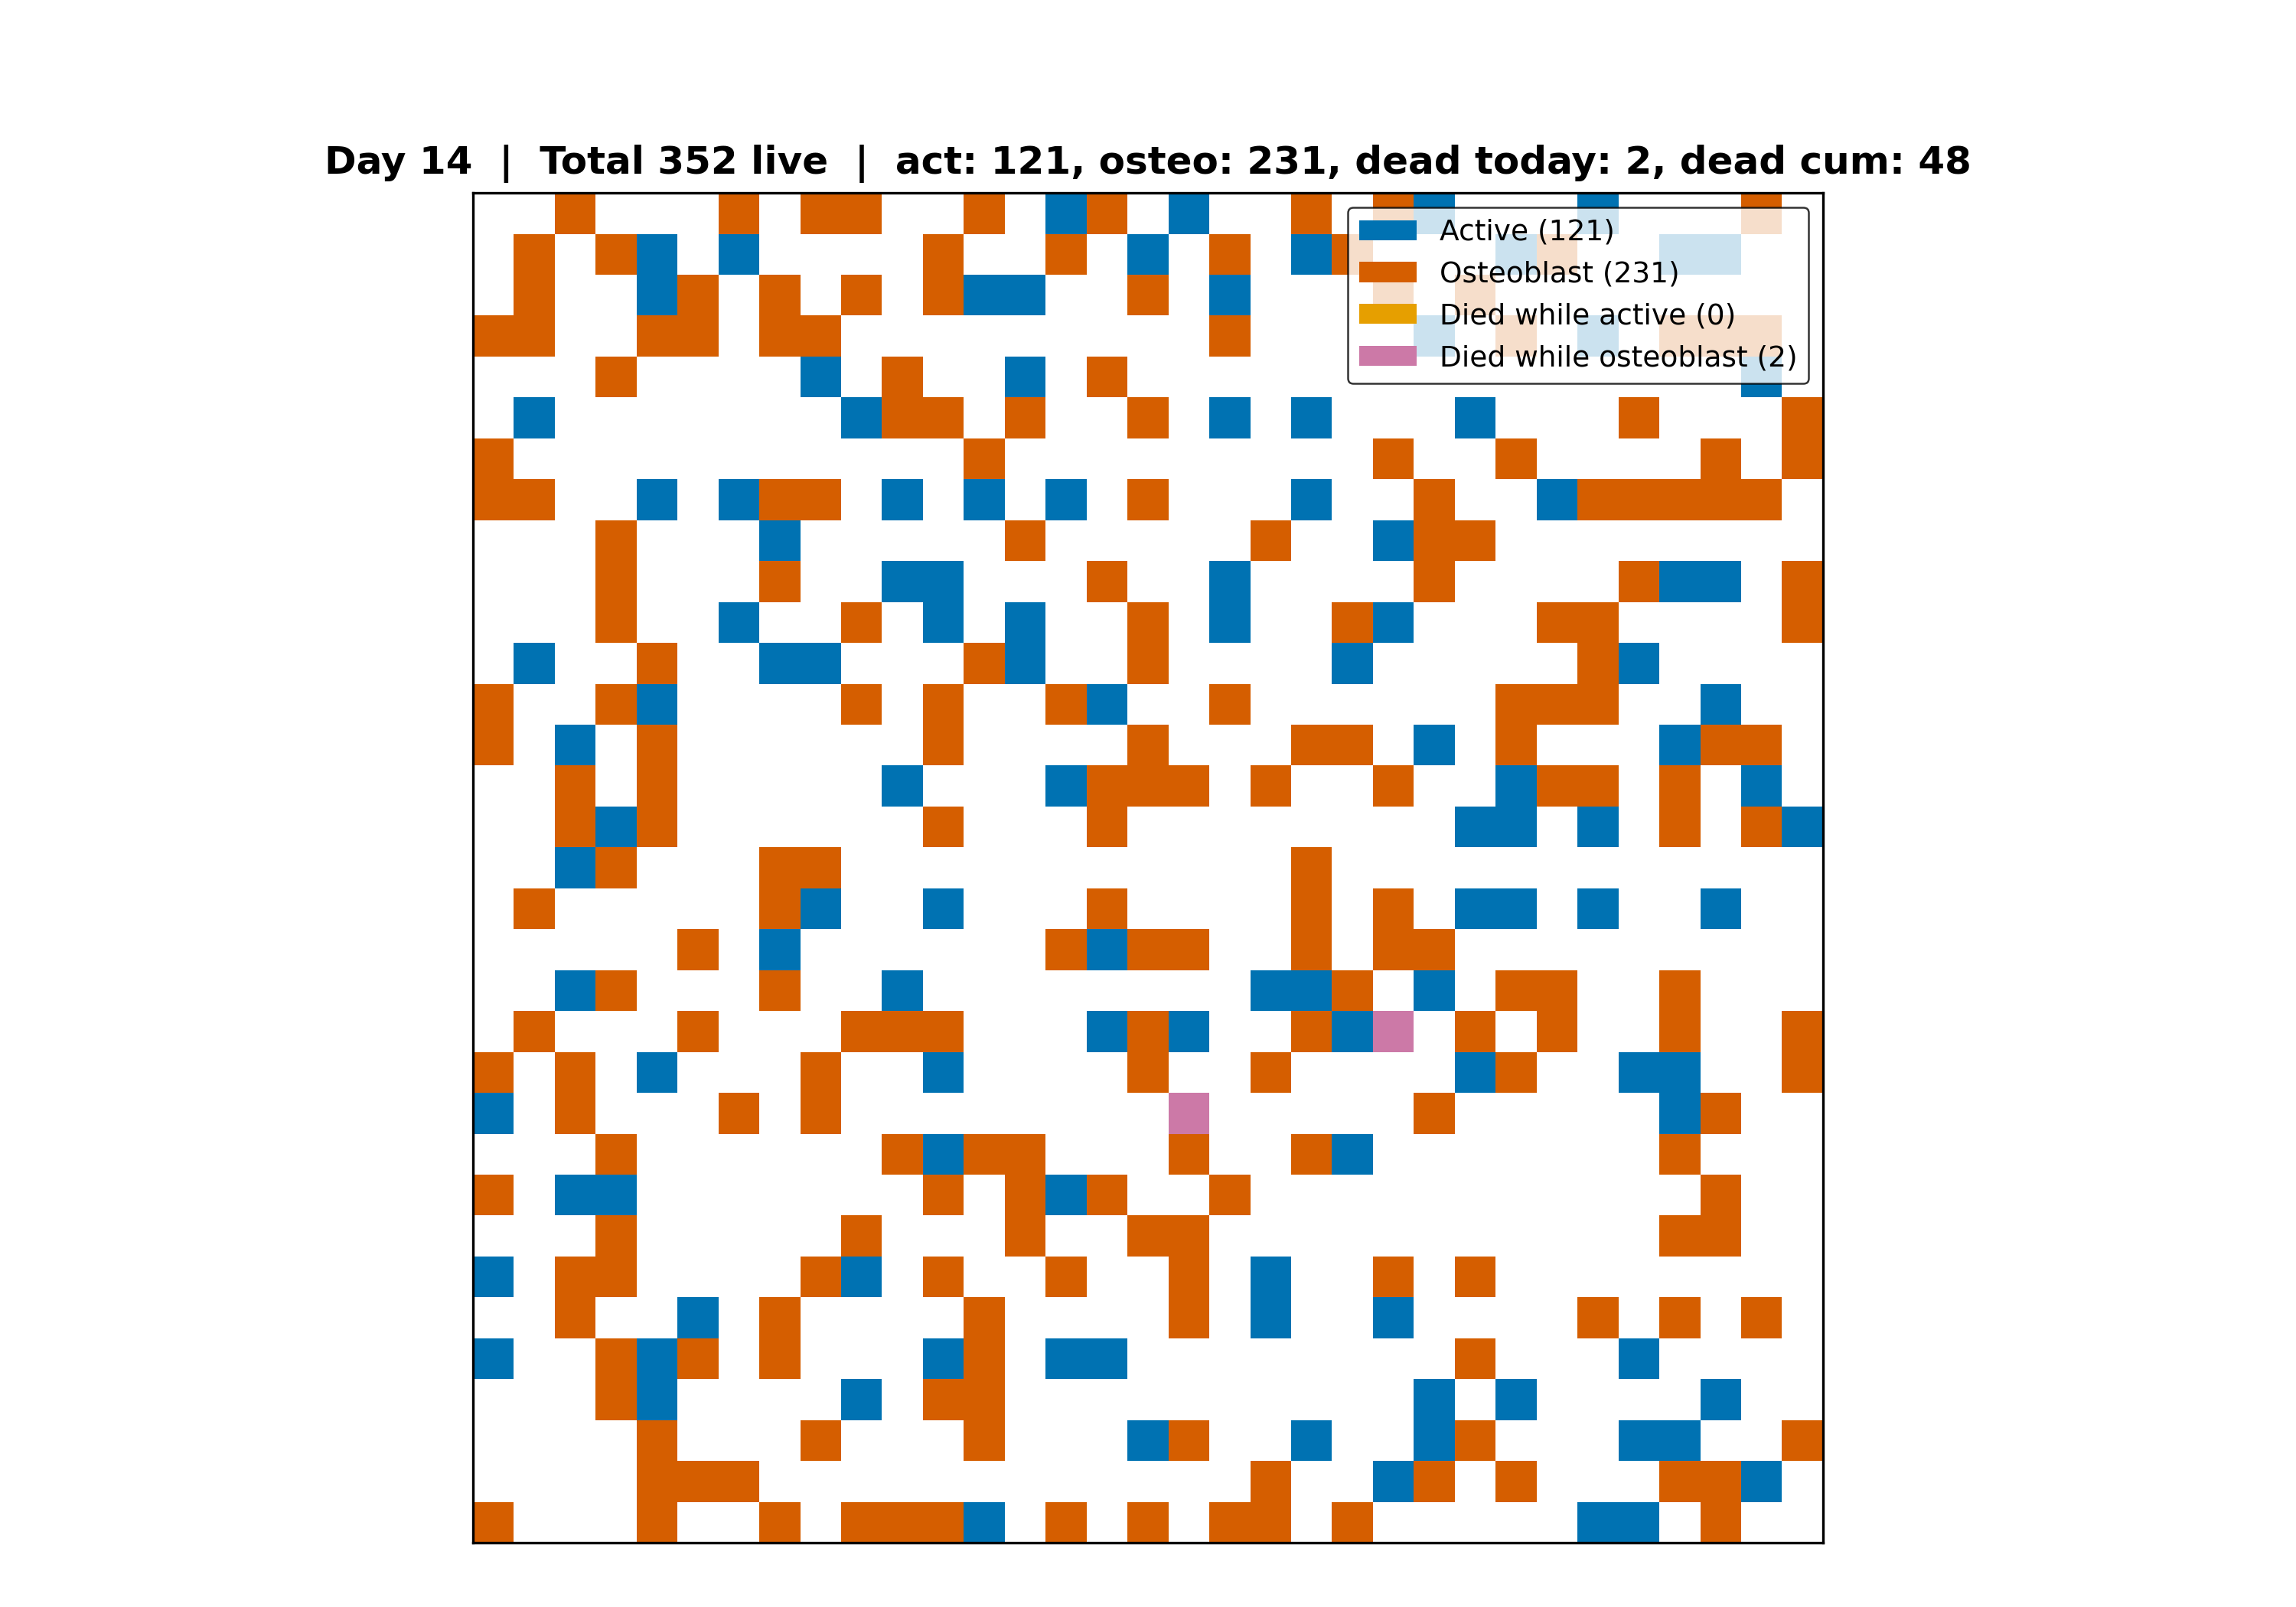 Day 14 | Total 352 live | act: 121, osteo: 231, dead today: 2, dead cum: 48
Active (121)
Osteoblast (231)
Died while active (0)
Died while osteoblast (2)